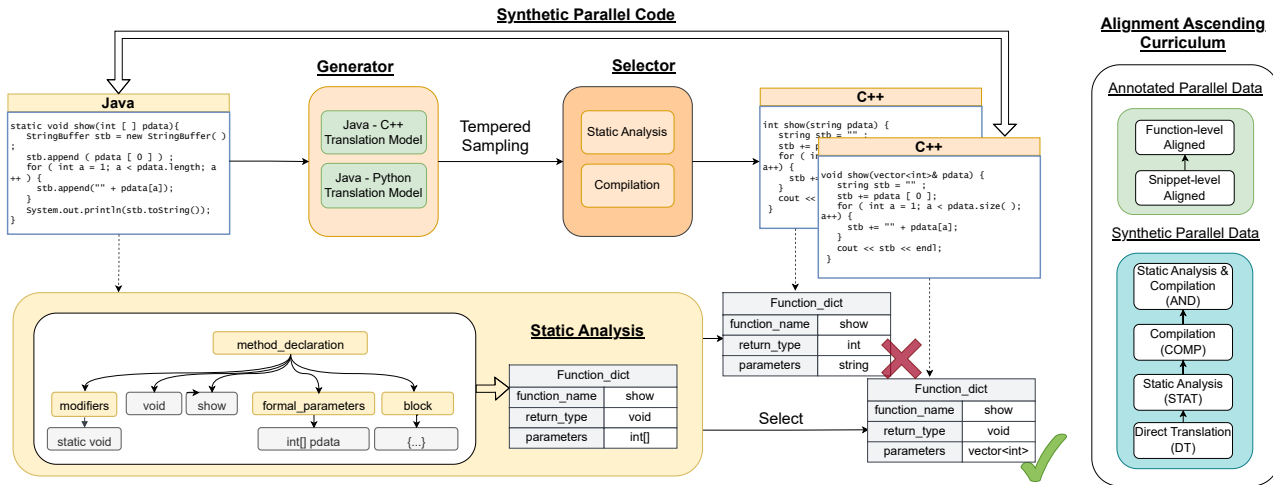 Synthetic Parallel Code
Alignment Ascending
Curriculum
Generator
Selector
Java
static void show(int [ ] pdata){
StringBuffer stb = new StringBuffer( )
;
stb.append ( pdata [ 0 ] ) ;
for ( int a = 1; a < pdata.length; a
++ ) {
stb.append("" + pdata[a]);
}
System.out.println(stb.toString());
}
Java - C++
Translation Model
Java - Python
Translation Model
Tempered
Sampling
Static Analysis
Compilation
C++
int show(string pdata) {
string stb = "" ;
stb += p
for ( int
a++) {
stb +=
}
cout <<
}
C++
void show(vector<int>& pdata) {
string stb = "" ;
stb += pdata [ 0 ];
for ( int a = 1; a < pdata.size( );
a++) {
stb += "" + pdata[a];
}
cout << stb << endl;
}
Annotated Parallel Data
Function-level
Aligned
Snippet-level
Aligned
Synthetic Parallel Data
Static Analysis &
Compilation
(AND)
Compilation
(COMP)
Static Analysis
(STAT)
Direct Translation
(DT)
method_declaration
modifiers
void
show
formal_parameters
block
static void
int[] pdata
{...}
Static Analysis
Function_dict
function_name show
return_type void
parameters int[]
Function_dict
function_name show
return_type int
parameters string
Select
Function_dict
function_name show
return_type void
parameters vector<int>